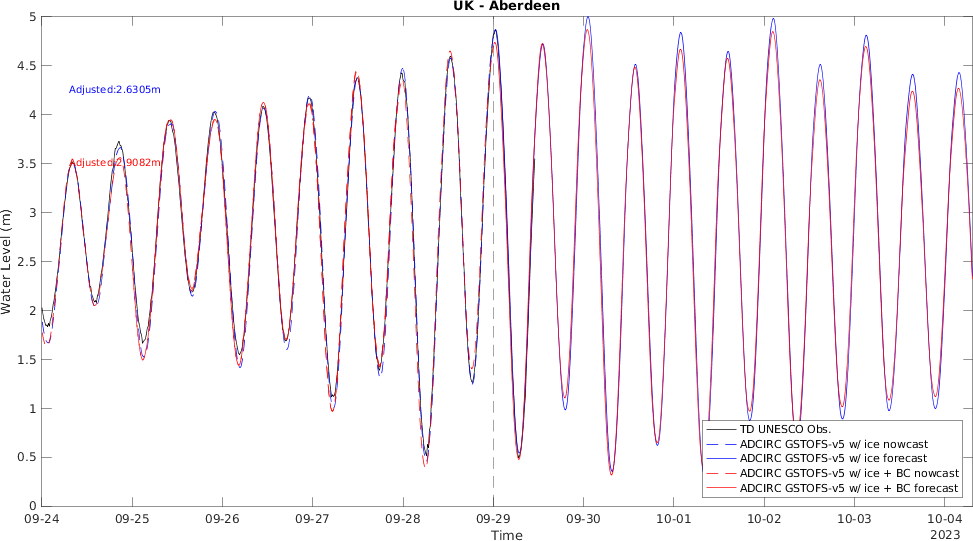 UK - Aberdeen
5
4.5
4
3.5
3
2.5
2
1.5
1
0.5
0
Water Level (m)
Adjusted:2.6305m
Adjusted:2.9082m
TD UNESCO Obs.
ADCIRC GSTOFS-v5 w/ ice nowcast
ADCIRC GSTOFS-v5 w/ ice forecast
ADCIRC GSTOFS-v5 w/ ice + BC nowcast
ADCIRC GSTOFS-v5 w/ ice + BC forecast
09-24 09-25 09-26 09-27 09-28 09-29 09-30 10-01 10-02 10-03 10-04
Time
2023